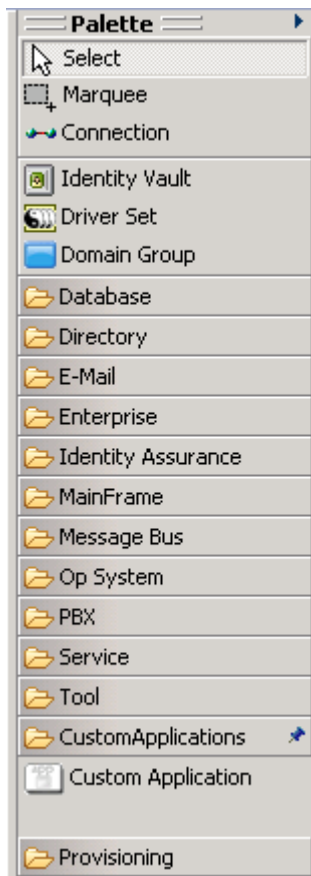 Palette
Select
Marquee
Connection
Identity Vault
Driver Set
Domain Group
Database
Directory
E-Mail
Enterprise
Identity Assurance
MainFrame
Message Bus
Op System
PBX
Service
Tool
CustomApplications
Custom Application
Provisioning